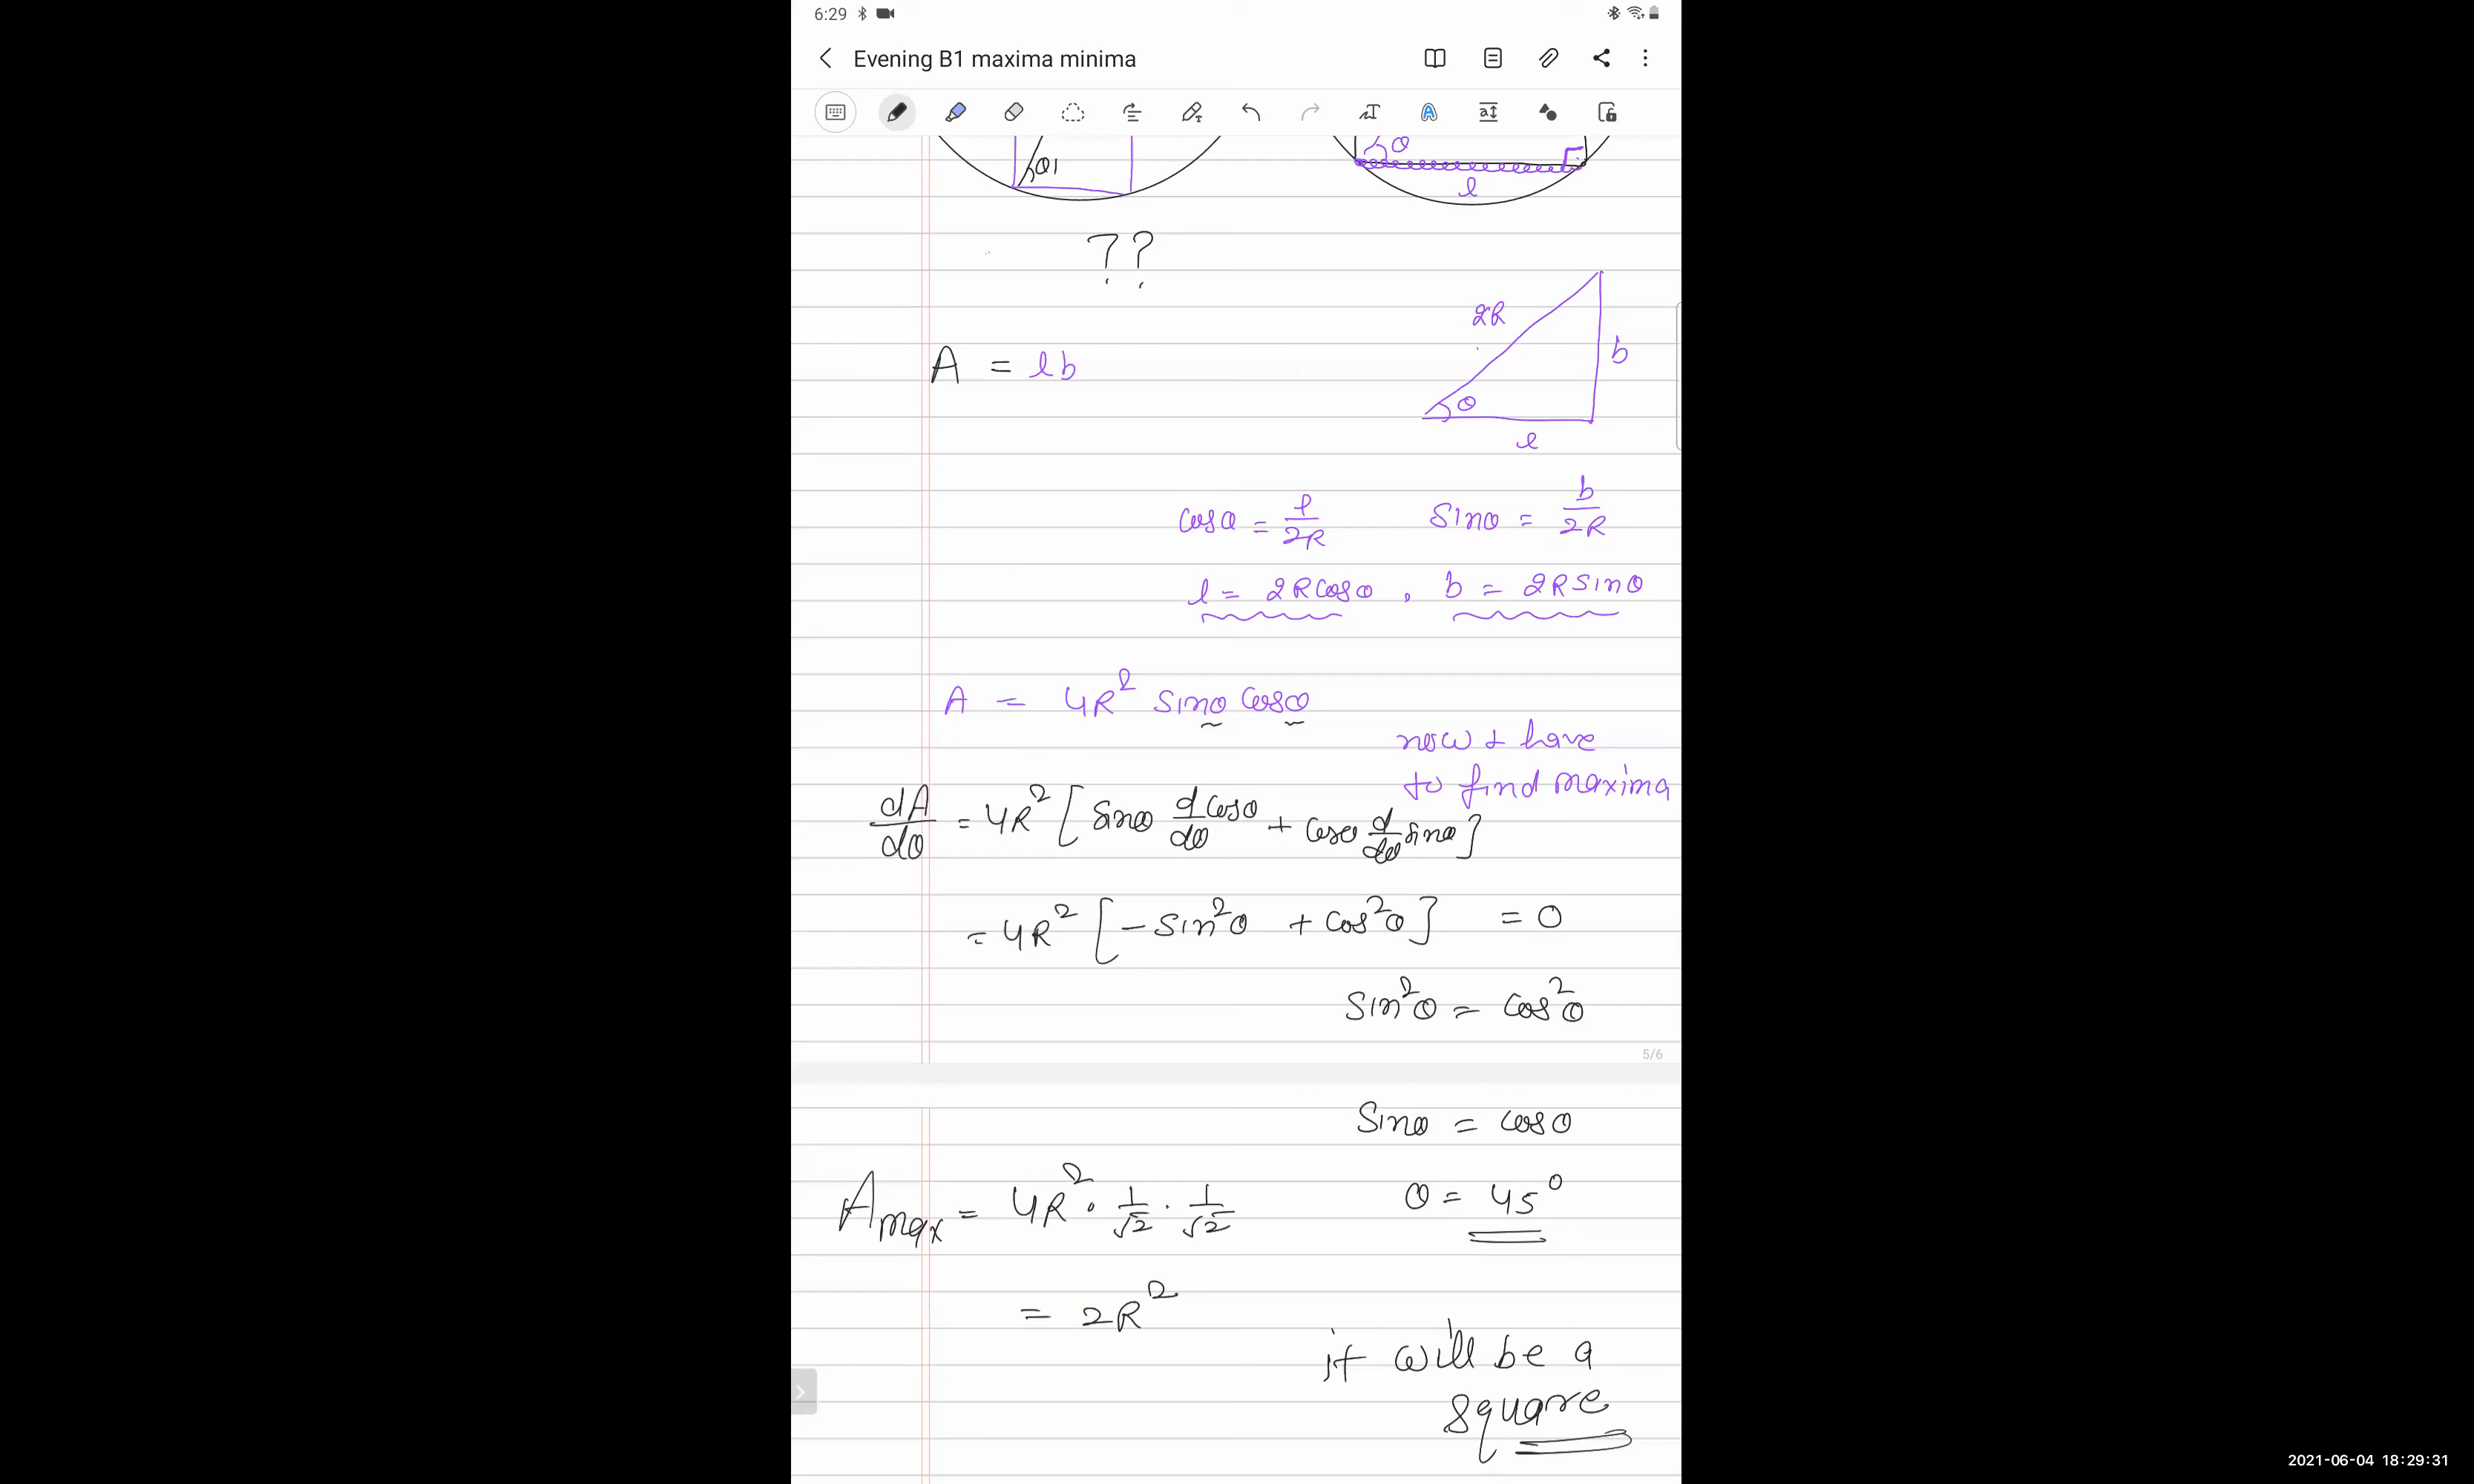 6:29
Evening B1 maxima minima
θ1
θ
l
??
2R
b
A = lb
θ
l
cosθ = l/2R sinθ = b/2R
l = 2R cosθ , b = 2R sinθ
A = 4R² sinθ cosθ
now I have
to find maxima
dA/dθ = 4R² [ sinθ d cosθ/dθ + cosθ d/dθ sinθ ]
= 4R² [ - sin²θ + cos²θ ] = 0
sin²θ = cos²θ
5/6
sinθ = cosθ
Amax = 4R² · 1/√2 · 1/√2 θ = 45°
= 2R²
it will be a
square
2021-06-04 18:29:31